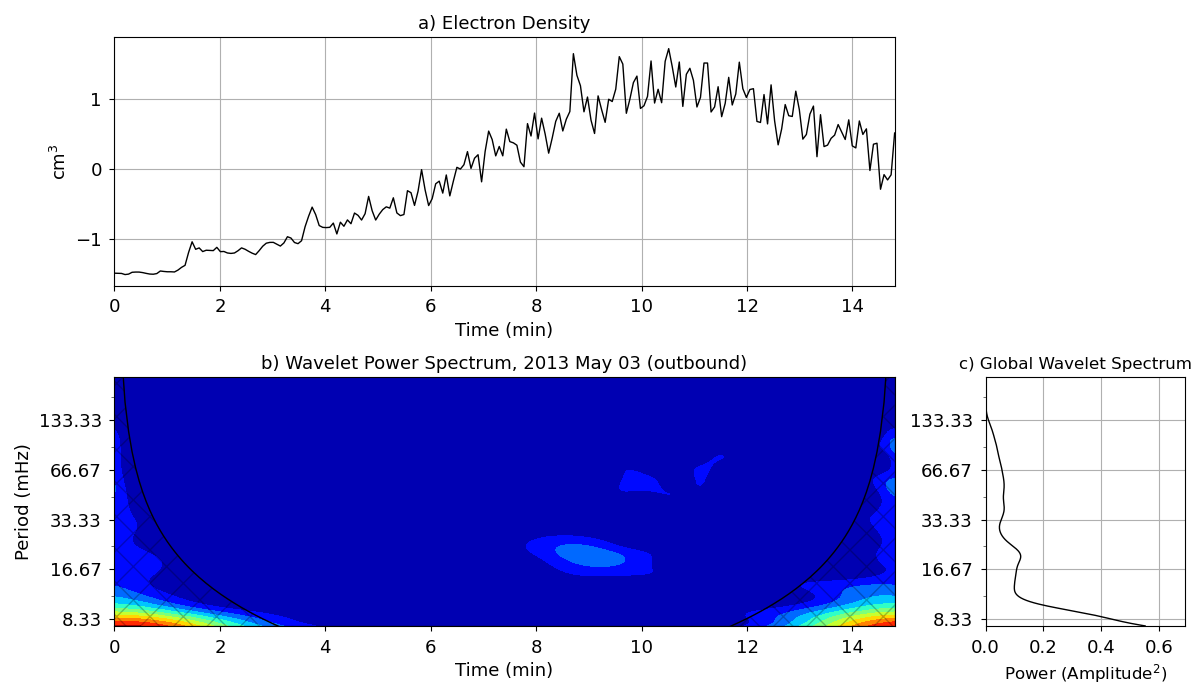 a) Electron Density
cm³
1
0
−1
0 2 4 6 8 10 12 14
Time (min)
b) Wavelet Power Spectrum, 2013 May 03 (outbound)
Period (mHz)
133.33
66.67
33.33
16.67
8.33
0 2 4 6 8 10 12 14
Time (min)
c) Global Wavelet Spectrum
133.33
66.67
33.33
16.67
8.33
0.0 0.2 0.4 0.6
Power (Amplitude²)